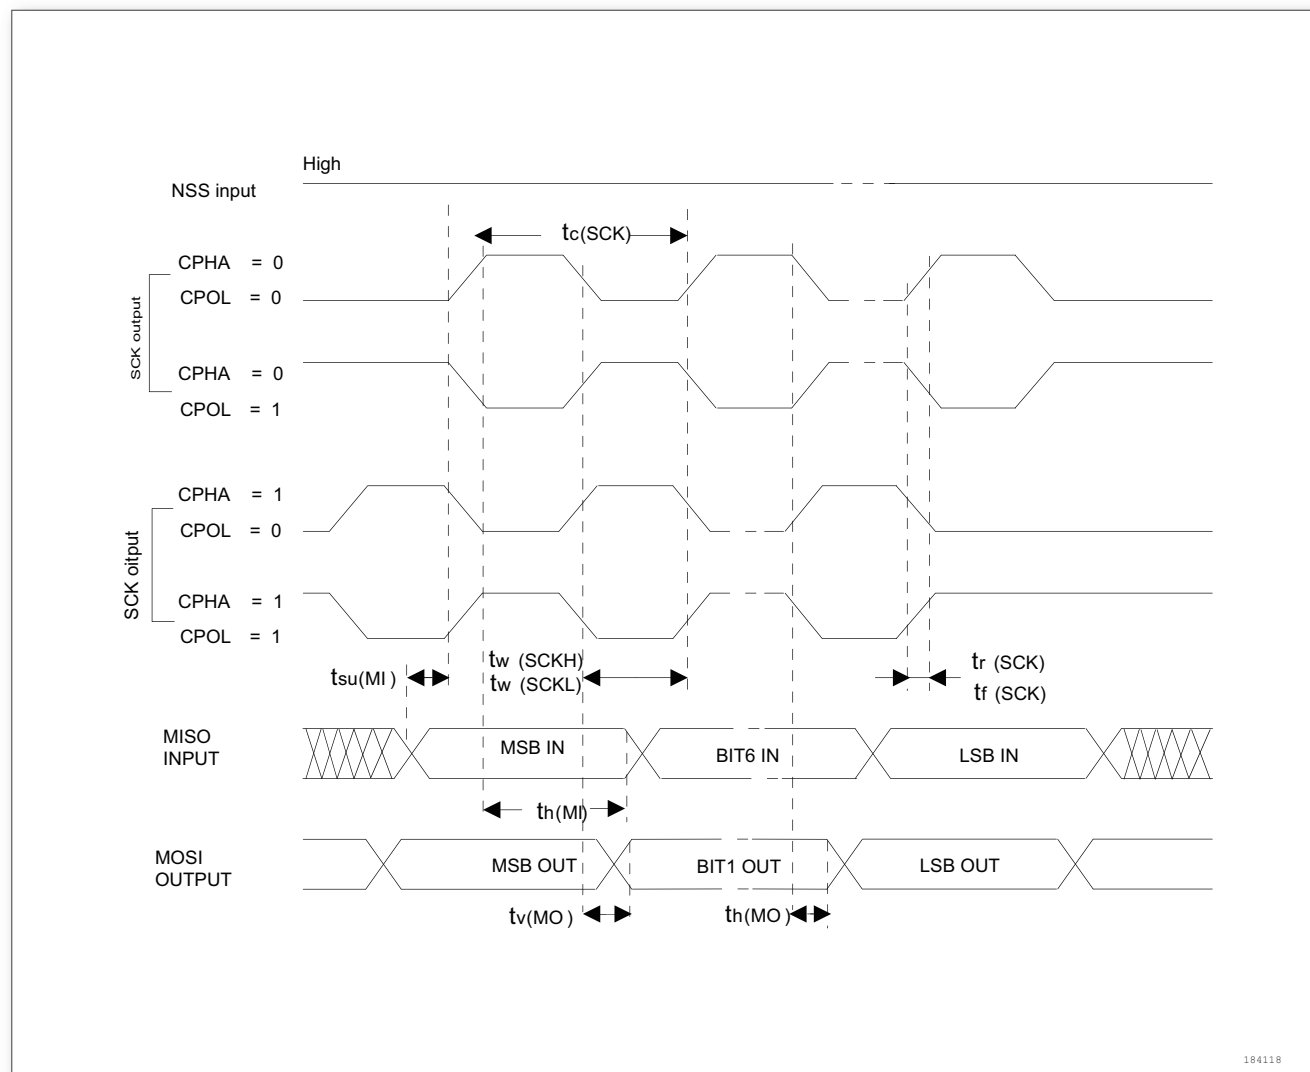 High
NSS input
tc(SCK)
CPHA = 0
CPOL = 0
SCK output
CPHA = 0
CPOL = 1
CPHA = 1
CPOL = 0
SCK oitput
CPHA = 1
CPOL = 1
tsu(MI)
tw (SCKH)
tw (SCKL)
tr (SCK)
tf (SCK)
MISO
INPUT
MSB IN
BIT6 IN
LSB IN
th(MI)
MOSI
OUTPUT
MSB OUT
BIT1 OUT
LSB OUT
tv(MO)
th(MO)
184118